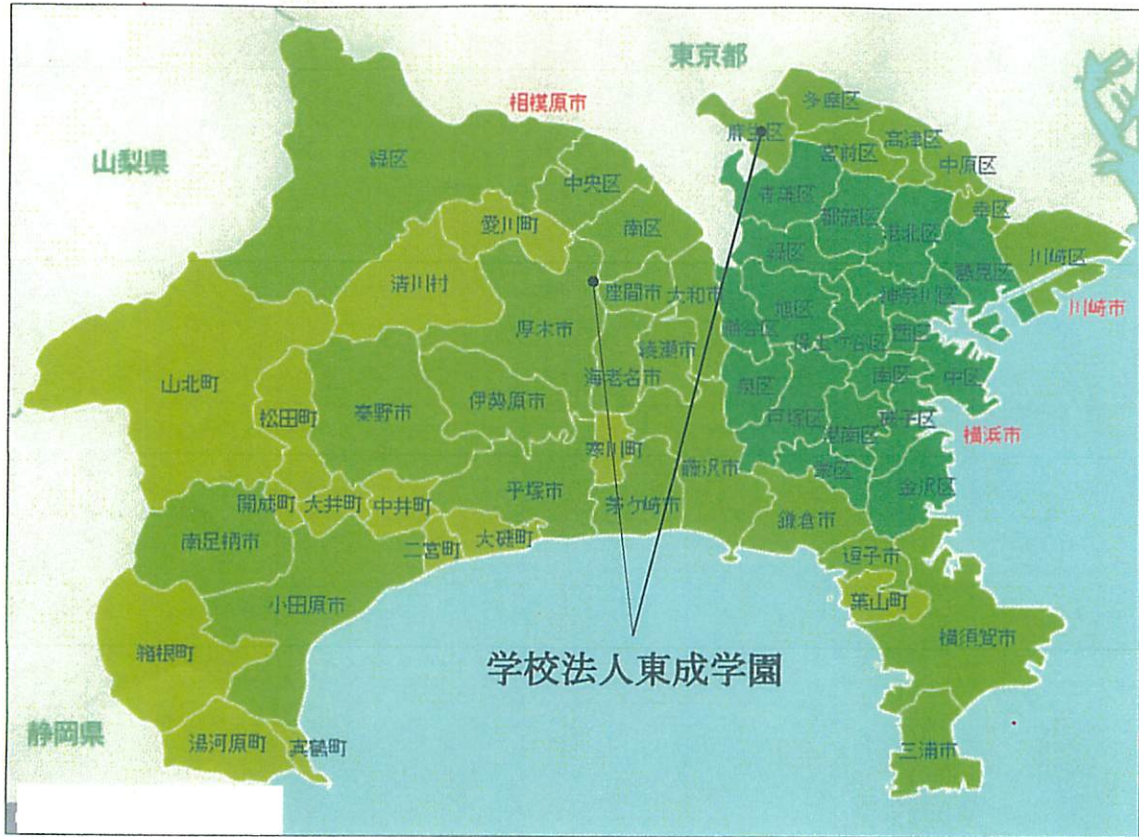 東京都
多摩区
相模原市
麻生区
高津区
宮前区
中原区
山梨県
緑区
中央区
青葉区
幸区
都筑区
愛川町
南区
港北区
緑区
川崎区
鶴見区
清川村
座間市
大和市
神奈川区
川崎市
旭区
厚木市
瀬谷区
西区
保土ヶ谷区
綾瀬市
海老名市
南区
中区
山北町
泉区
伊勢原市
秦野市
松田町
戸塚区
磯子区
港南区
横浜市
寒川町
藤沢市
栄区
金沢区
平塚市
開成町
大井町
中井町
茅ケ崎市
鎌倉市
大磯町
南足柄市
二宮町
逗子市
小田原市
葉山町
横須賀市
箱根町
学校法人東成学園
静岡県
湯河原町
真鶴町
三浦市